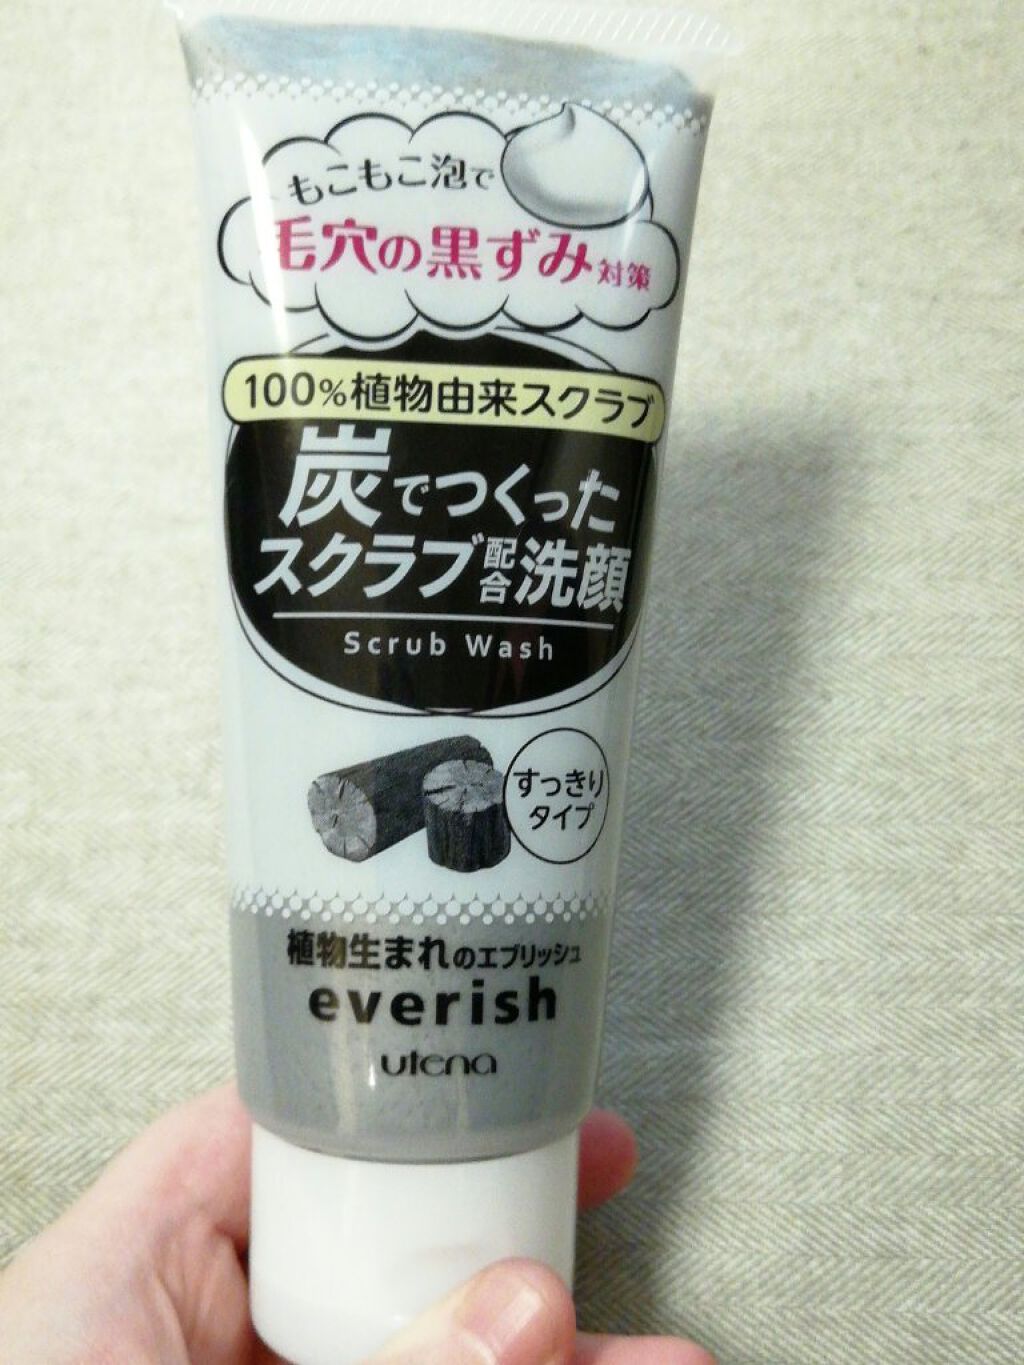 もこもこ泡で
毛穴の黒ずみ対策
100%植物由来スクラブ
炭でつくった
スクラブ配合洗顔
Scrub Wash
すっきり
タイプ
植物生まれのエブリッシュ
everish
utena